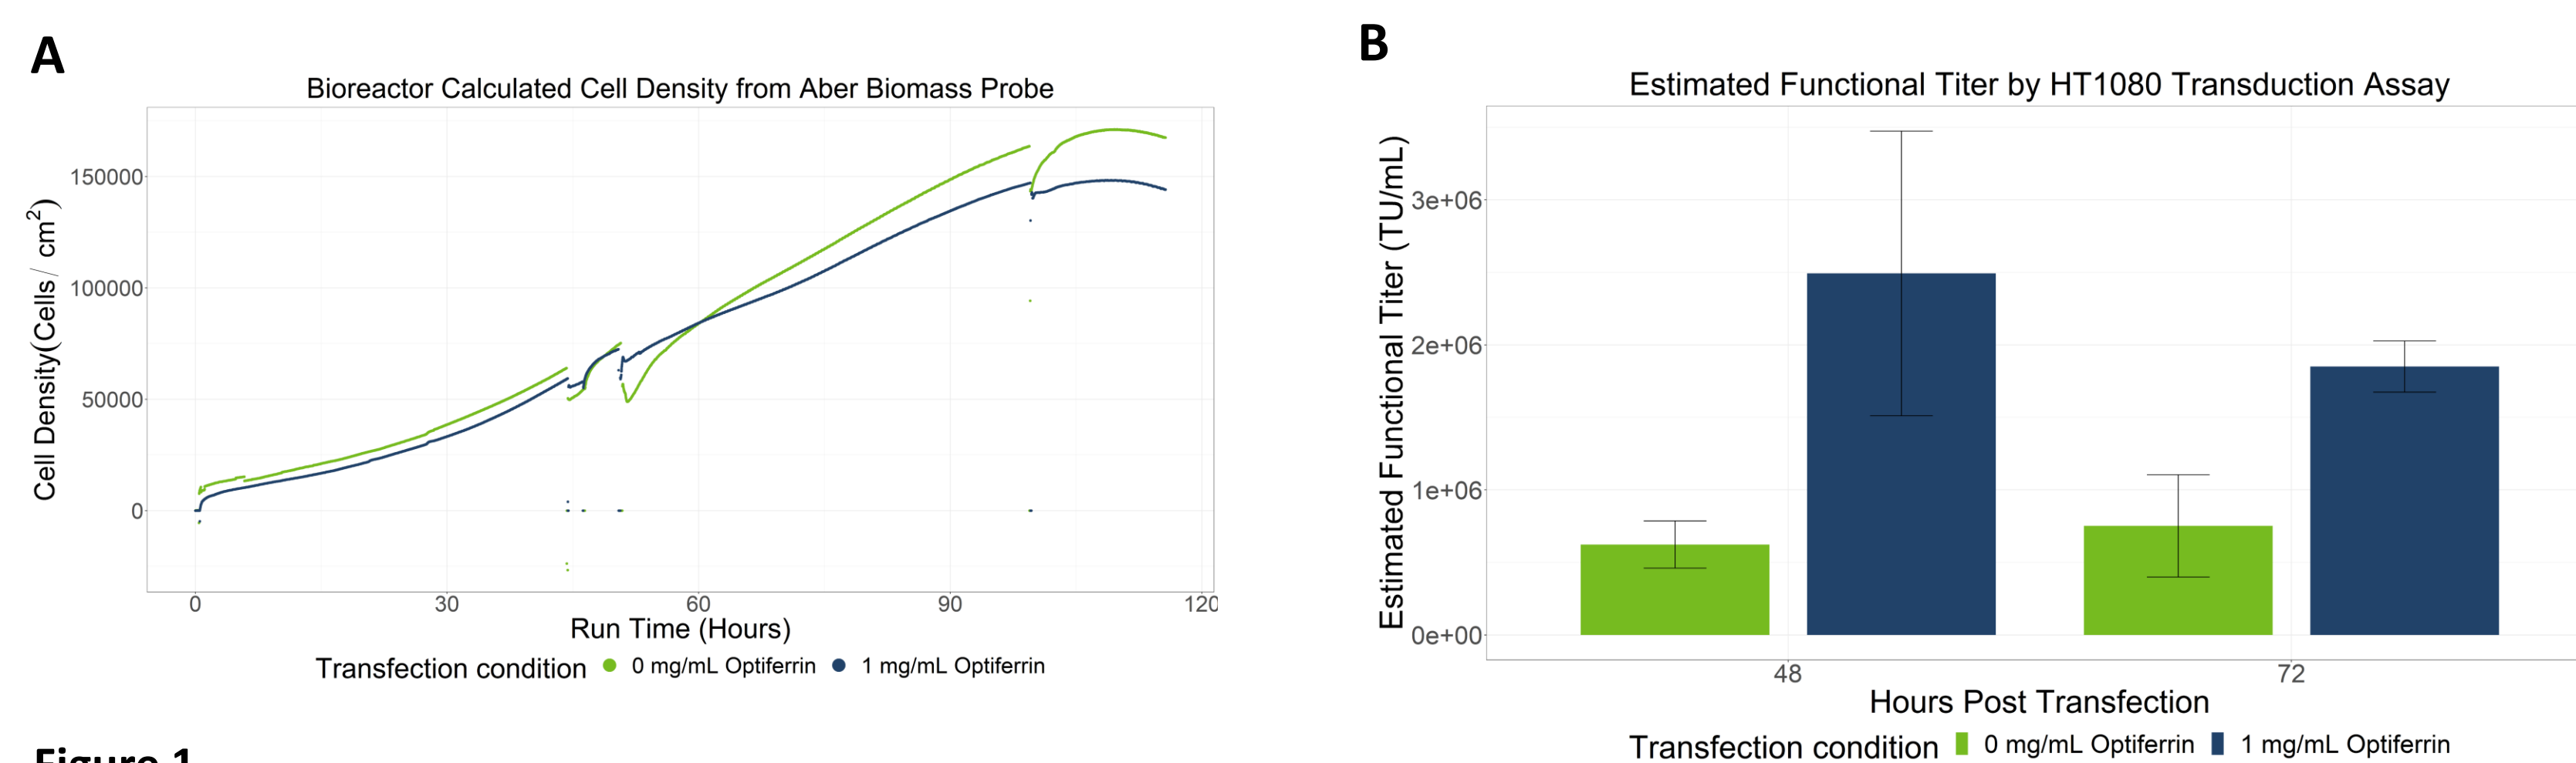 A
Bioreactor Calculated Cell Density from Aber Biomass Probe
Cell Density(Cells / cm²)
150000
100000
50000
0
0 30 60 90 120
Run Time (Hours)
Transfection condition 0 mg/mL Optiferrin 1 mg/mL Optiferrin
B
Estimated Functional Titer by HT1080 Transduction Assay
Estimated Functional Titer (TU/mL)
3e+06
2e+06
1e+06
0e+00
48 72
Hours Post Transfection
Transfection condition 0 mg/mL Optiferrin 1 mg/mL Optiferrin
Figure 1